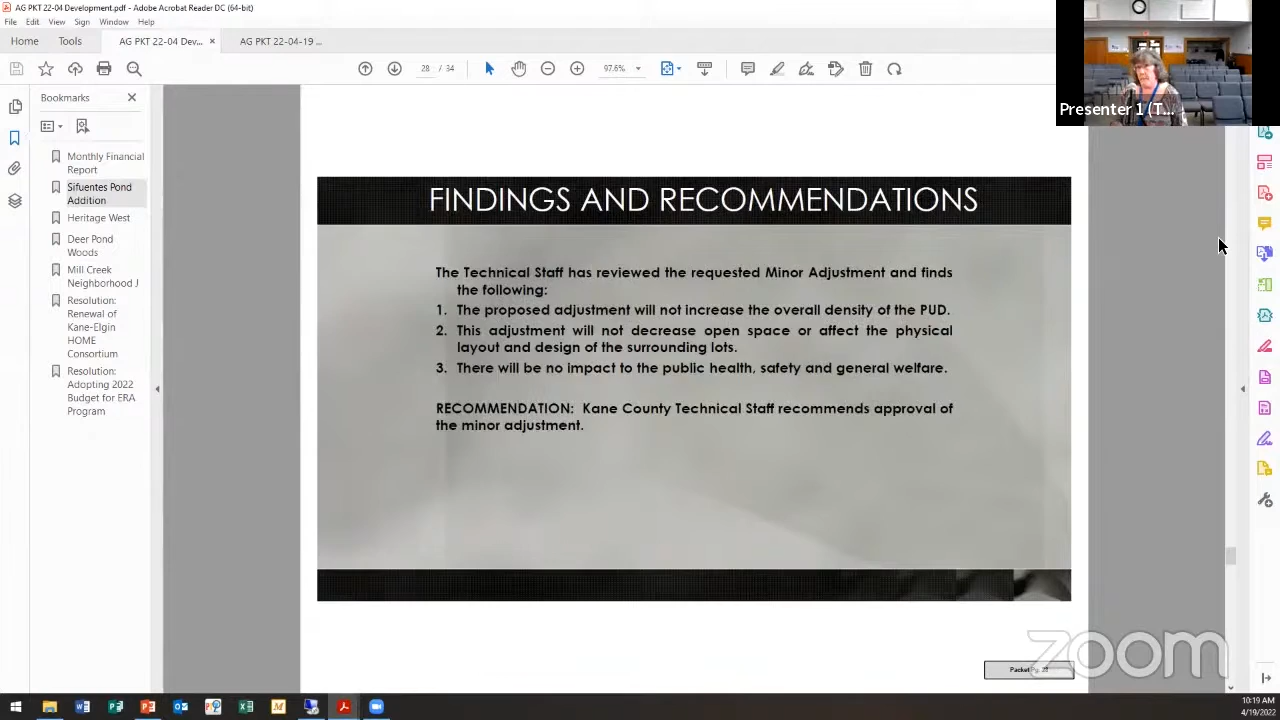 AG PKT 22-04 Development.pdf - Adobe Acrobat Reader DC (64-bit)
File Edit View Sign Window Help
Home Tools AG PKT 22-04 Dev... × AG PKT 22-04-19 ...
28 / 34 97.6%
Bookmarks
Monthly Financial
Report
Sifuentes Pond
Addition
Heritage West
Deer Pond
Woods
Mill Creek
Neighborhood J
Resolution:
Renewal of
Kane-Elgin
HOME
Consortium
Resolution:
Adopting 2022
Budget for ERA
Program
Presenter 1 (T...
FINDINGS AND RECOMMENDATIONS
The Technical Staff has reviewed the requested Minor Adjustment and finds
the following:
1. The proposed adjustment will not increase the overall density of the PUD.
2. This adjustment will not decrease open space or affect the physical
layout and design of the surrounding lots.
3. There will be no impact to the public health, safety and general welfare.
RECOMMENDATION: Kane County Technical Staff recommends approval of
the minor adjustment.
Packet Pg. 28
zoom
10:19 AM
4/19/2022